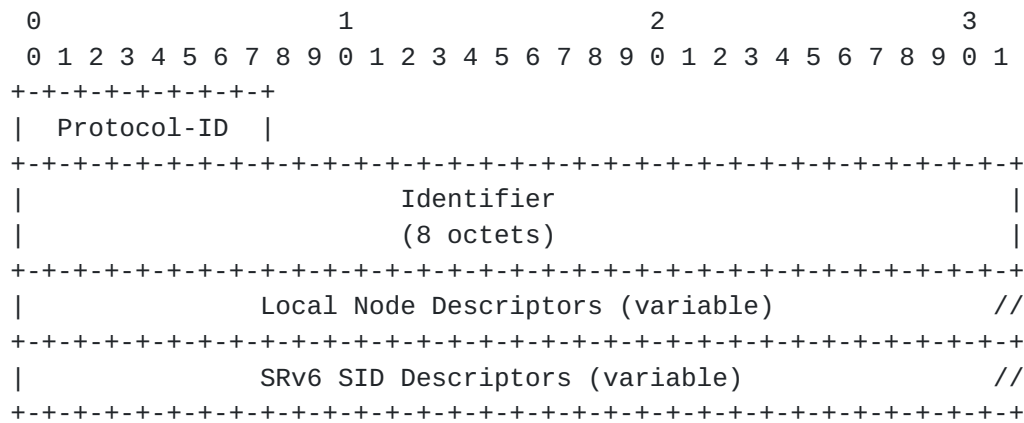 0                   1                   2                   3
 0 1 2 3 4 5 6 7 8 9 0 1 2 3 4 5 6 7 8 9 0 1 2 3 4 5 6 7 8 9 0 1
+-+-+-+-+-+-+-+-+
|  Protocol-ID  |
+-+-+-+-+-+-+-+-+-+-+-+-+-+-+-+-+-+-+-+-+-+-+-+-+-+-+-+-+-+-+-+-+
|                        Identifier                             |
|                        (8 octets)                             |
+-+-+-+-+-+-+-+-+-+-+-+-+-+-+-+-+-+-+-+-+-+-+-+-+-+-+-+-+-+-+-+-+
|               Local Node Descriptors (variable)              //
+-+-+-+-+-+-+-+-+-+-+-+-+-+-+-+-+-+-+-+-+-+-+-+-+-+-+-+-+-+-+-+-+
|               SRv6 SID Descriptors (variable)                //
+-+-+-+-+-+-+-+-+-+-+-+-+-+-+-+-+-+-+-+-+-+-+-+-+-+-+-+-+-+-+-+-+